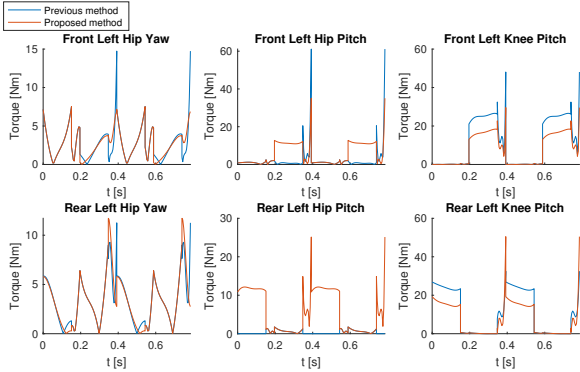 Previous method
Proposed method
Front Left Hip Yaw
Front Left Hip Pitch
Front Left Knee Pitch
Torque [Nm]
15
10
5
0
0
0.2
0.4
0.6
t [s]
Torque [Nm]
60
40
20
0
0
0.2
0.4
0.6
t [s]
Torque [Nm]
60
40
20
0
0
0.2
0.4
0.6
t [s]
Rear Left Hip Yaw
Rear Left Hip Pitch
Rear Left Knee Pitch
Torque [Nm]
10
5
0
0
0.2
0.4
0.6
t [s]
Torque [Nm]
30
20
10
0
0
0.2
0.4
0.6
t [s]
Torque [Nm]
60
40
20
0
0
0.2
0.4
0.6
t [s]